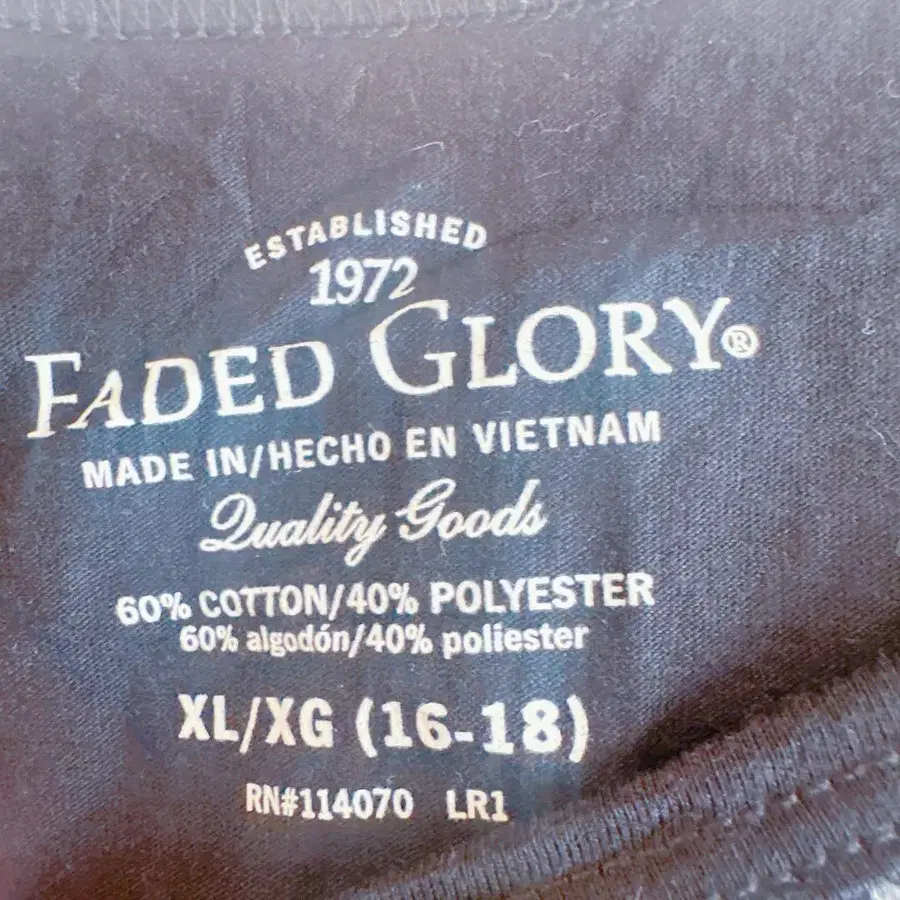 ESTABLISHED
1972
FADED GLORY®
MADE IN/HECHO EN VIETNAM
Quality Goods
60% COTTON/40% POLYESTER
60% algodón/40% poliester
XL/XG (16-18)
RN#114070 LR1